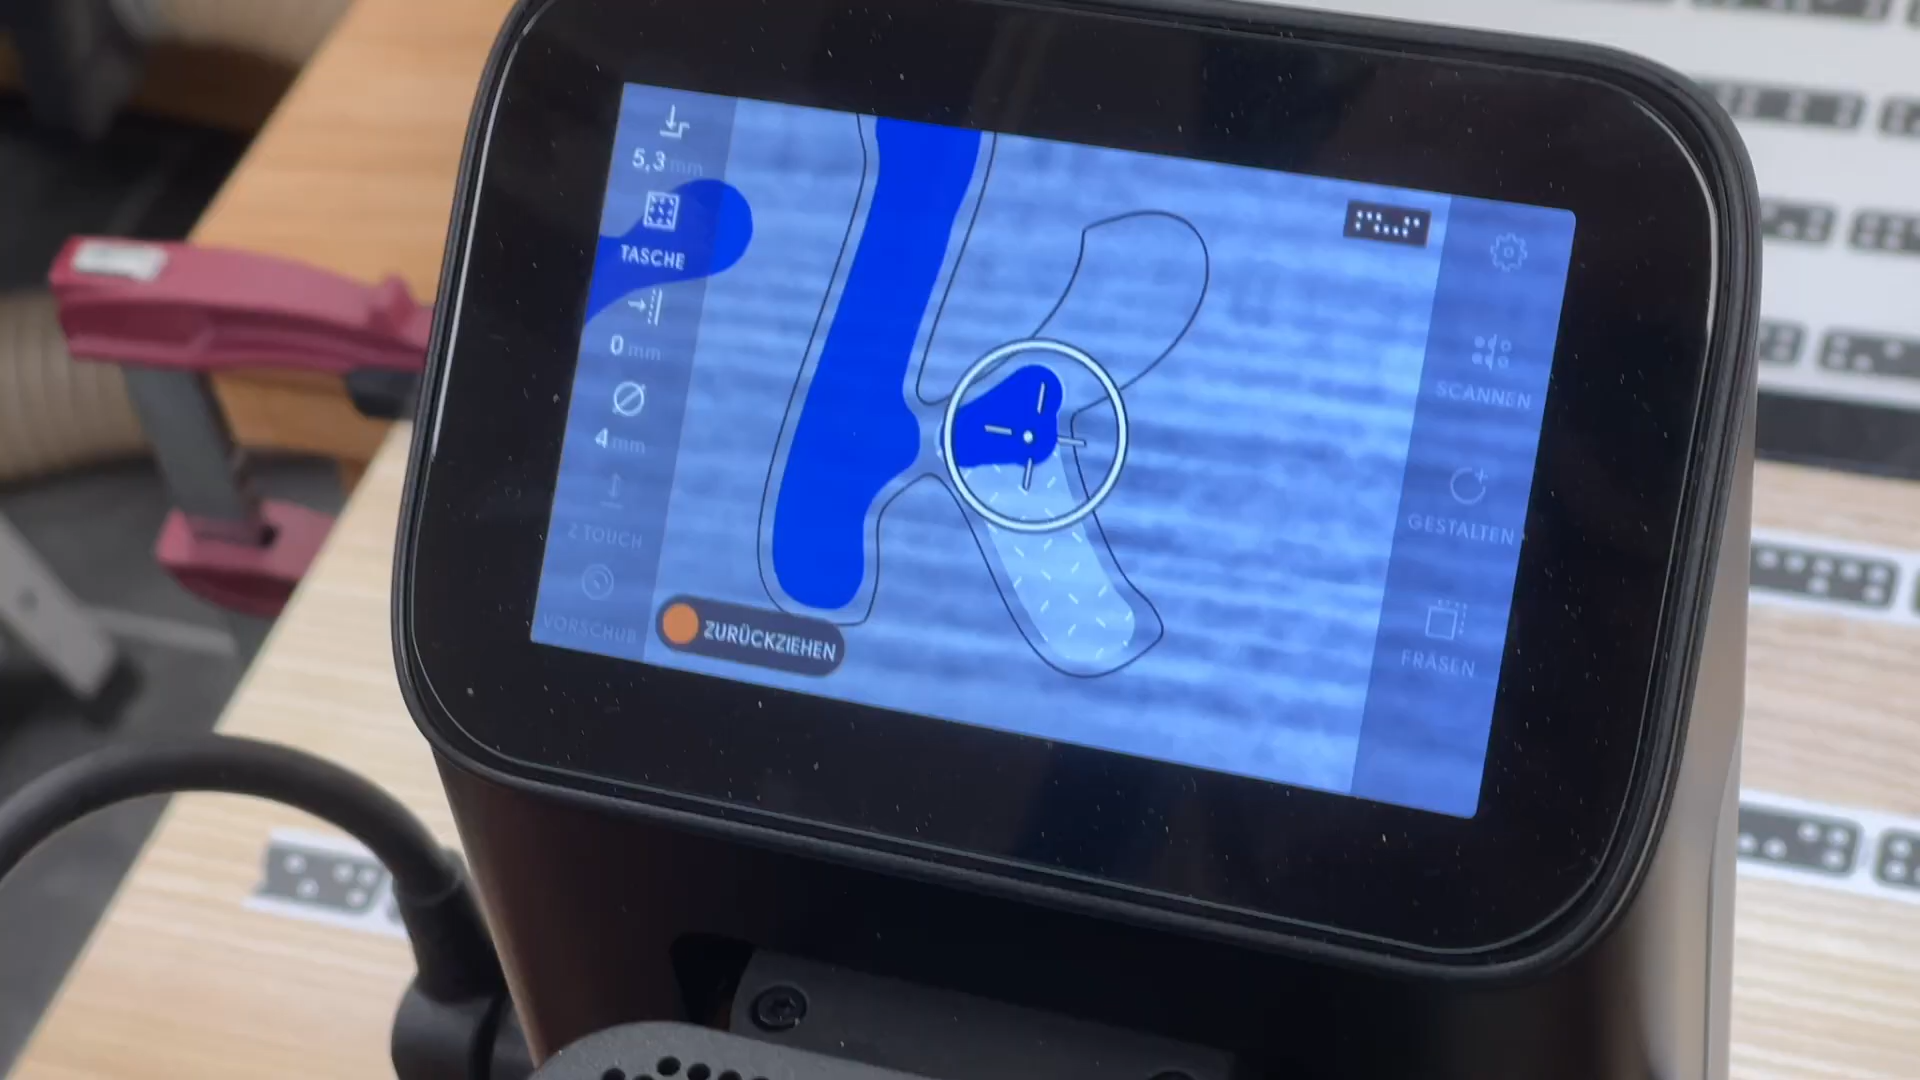 5,3 mm
TASCHE
0 mm
4 mm
Z TOUCH
VORSCHUB
ZURÜCKZIEHEN
SCANNEN
GESTALTEN
FRÄSEN